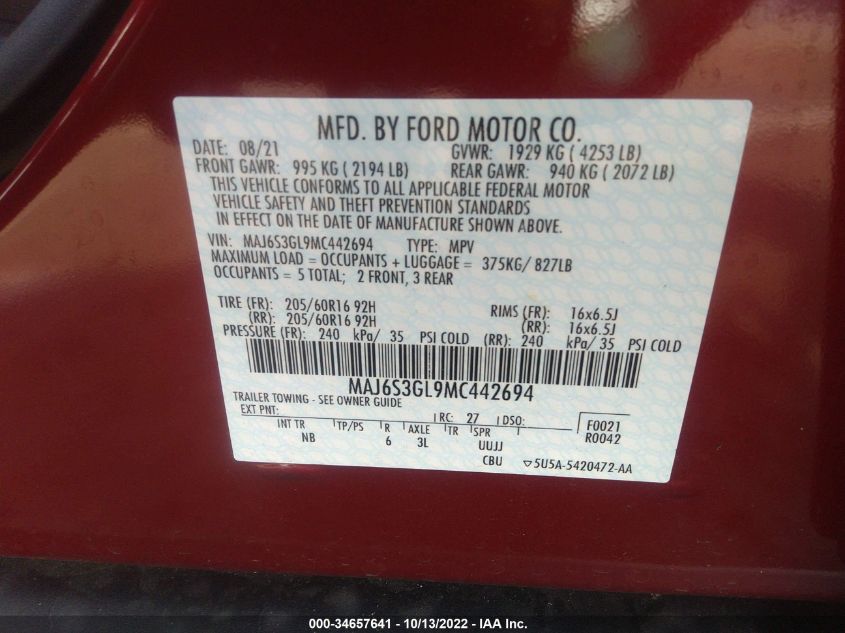 MFD. BY FORD MOTOR CO.
DATE: 08/21 GVWR: 1929 KG ( 4253 LB)
FRONT GAWR: 995 KG ( 2194 LB) REAR GAWR: 940 KG ( 2072 LB)
THIS VEHICLE CONFORMS TO ALL APPLICABLE FEDERAL MOTOR
VEHICLE SAFETY AND THEFT PREVENTION STANDARDS
IN EFFECT ON THE DATE OF MANUFACTURE SHOWN ABOVE.
VIN: MAJ6S3GL9MC442694 TYPE: MPV
MAXIMUM LOAD = OCCUPANTS + LUGGAGE = 375KG/ 827LB
OCCUPANTS = 5 TOTAL; 2 FRONT, 3 REAR
TIRE (FR): 205/60R16 92H RIMS (FR): 16x6.5J
(RR): 205/60R16 92H (RR): 16x6.5J
PRESSURE (FR): 240 kPa/ 35 PSI COLD (RR): 240 kPa/ 35 PSI COLD
MAJ6S3GL9MC442694
TRAILER TOWING - SEE OWNER GUIDE
EXT PNT: RC: 27 DSO: F0021
INT TR TP/PS R AXLE TR SPR R0042
NB 6 3L UUJJ
CBU 5U5A-5420472-AA
000-34657641 - 10/13/2022 - IAA Inc.